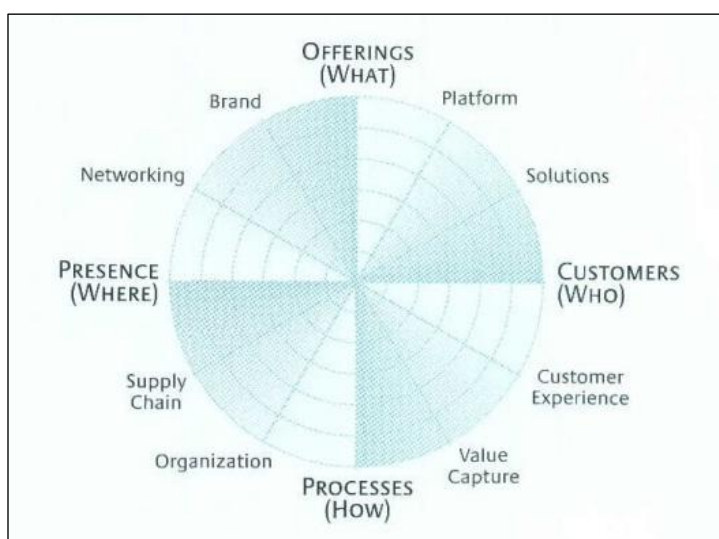 OFFERINGS
(WHAT)
Brand
Platform
Networking
Solutions
PRESENCE
(WHERE)
CUSTOMERS
(WHO)
Supply
Chain
Customer
Experience
Organization
Value
Capture
PROCESSES
(HOW)